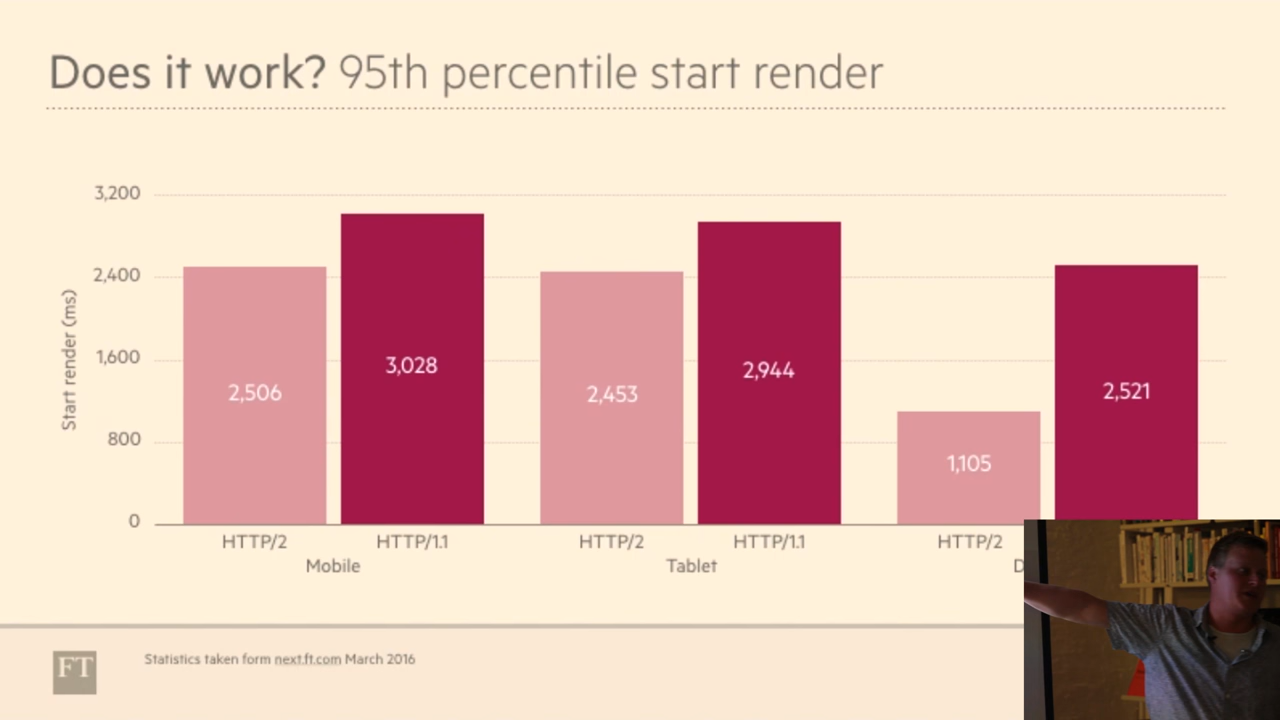 Does it work? 95th percentile start render
3,200
2,400
1,600
800
0
Start render (ms)
2,506
3,028
2,453
2,944
1,105
2,521
HTTP/2
HTTP/1.1
HTTP/2
HTTP/1.1
HTTP/2
Mobile
Tablet
D
FT
Statistics taken form next.ft.com March 2016